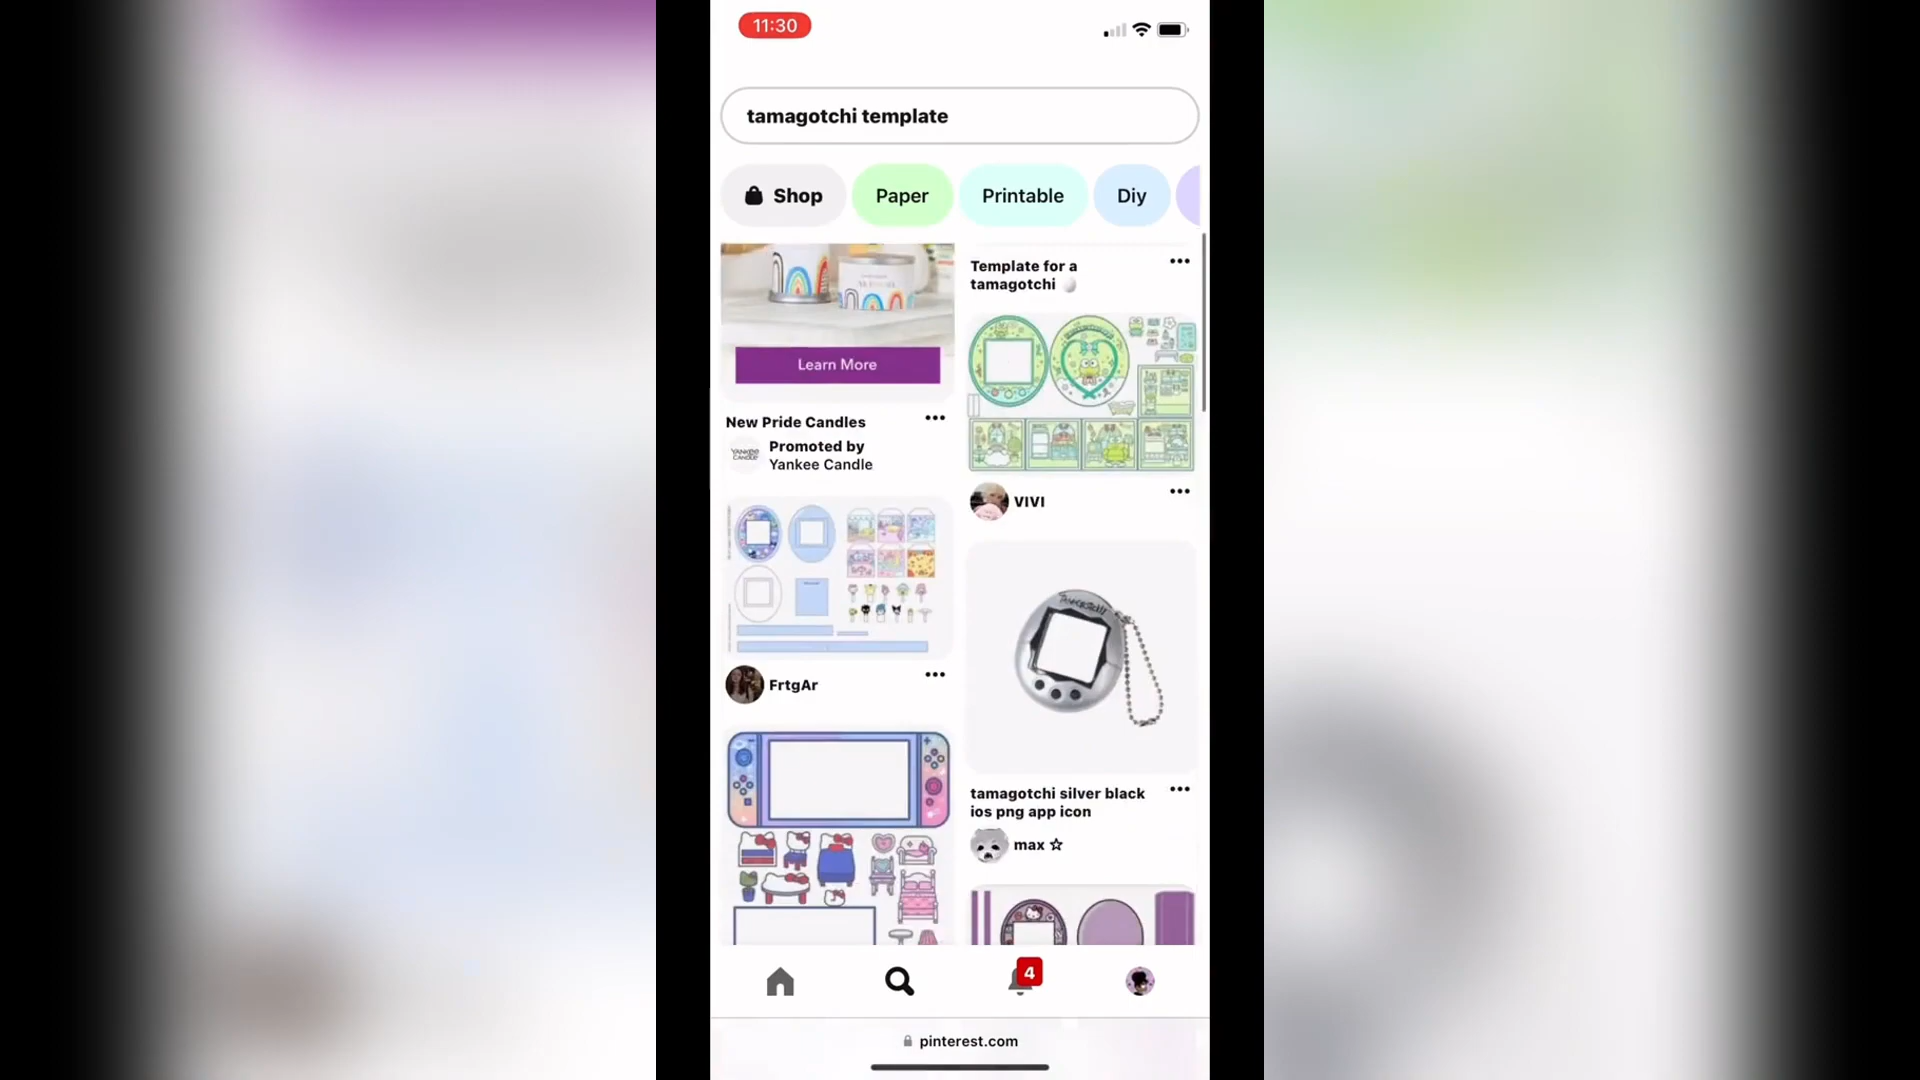 11:30
tamagotchi template
Shop
Paper
Printable
Diy
Learn More
New Pride Candles
Promoted by
Yankee Candle
FrtgAr
Template for a
tamagotchi
VIVI
tamagotchi silver black
ios png app icon
max ☆
4
pinterest.com